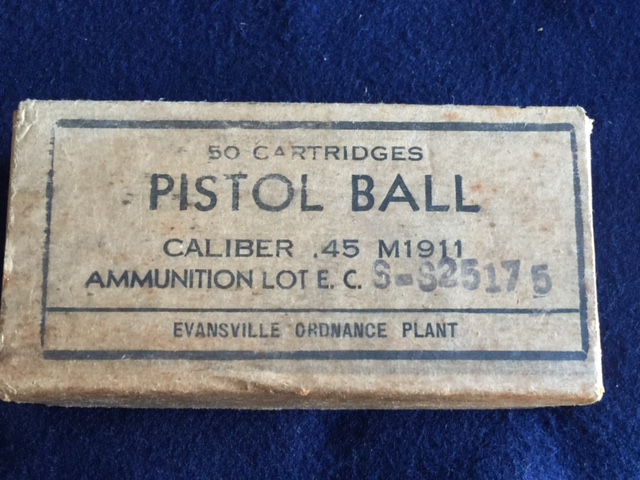 50 CARTRIDGES
PISTOL BALL
CALIBER .45 M1911
AMMUNITION LOT E. C. S-S25175
EVANSVILLE ORDNANCE PLANT